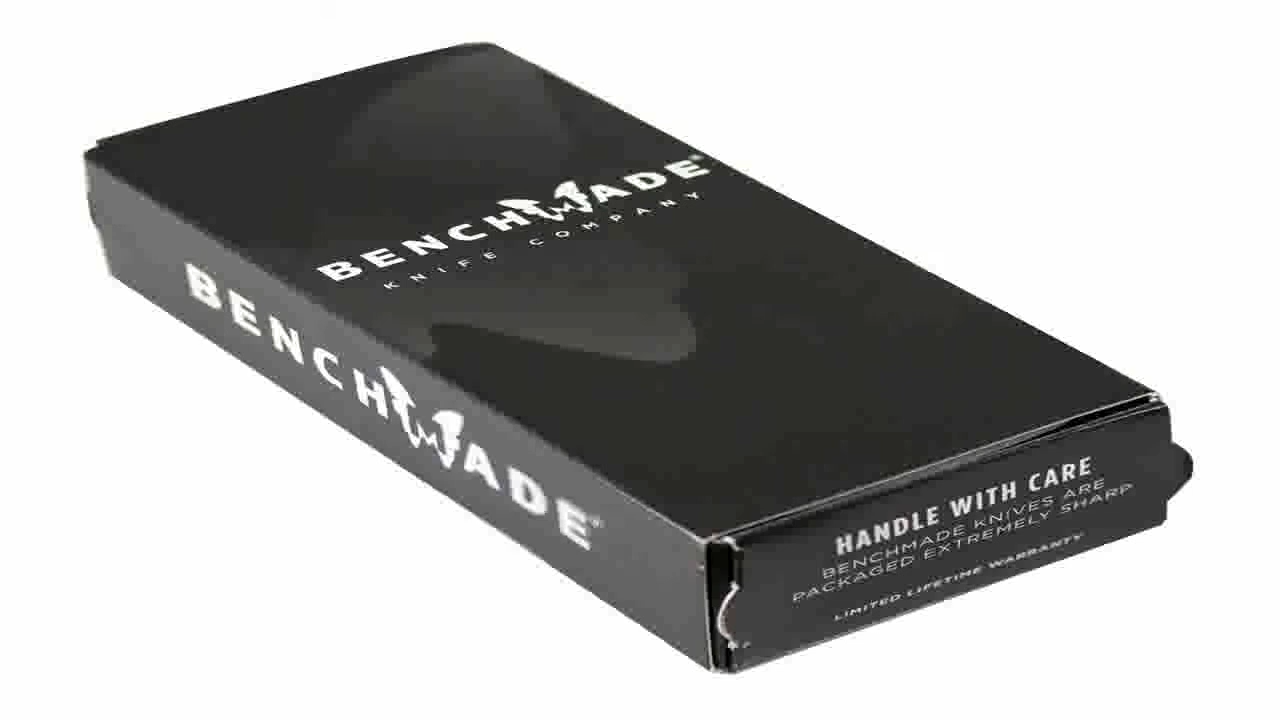 BENCHMADE®
KNIFE COMPANY
BENCHMADE®
HANDLE WITH CARE
BENCHMADE KNIVES ARE
PACKAGED EXTREMELY SHARP
LIMITED LIFETIME WARRANTY